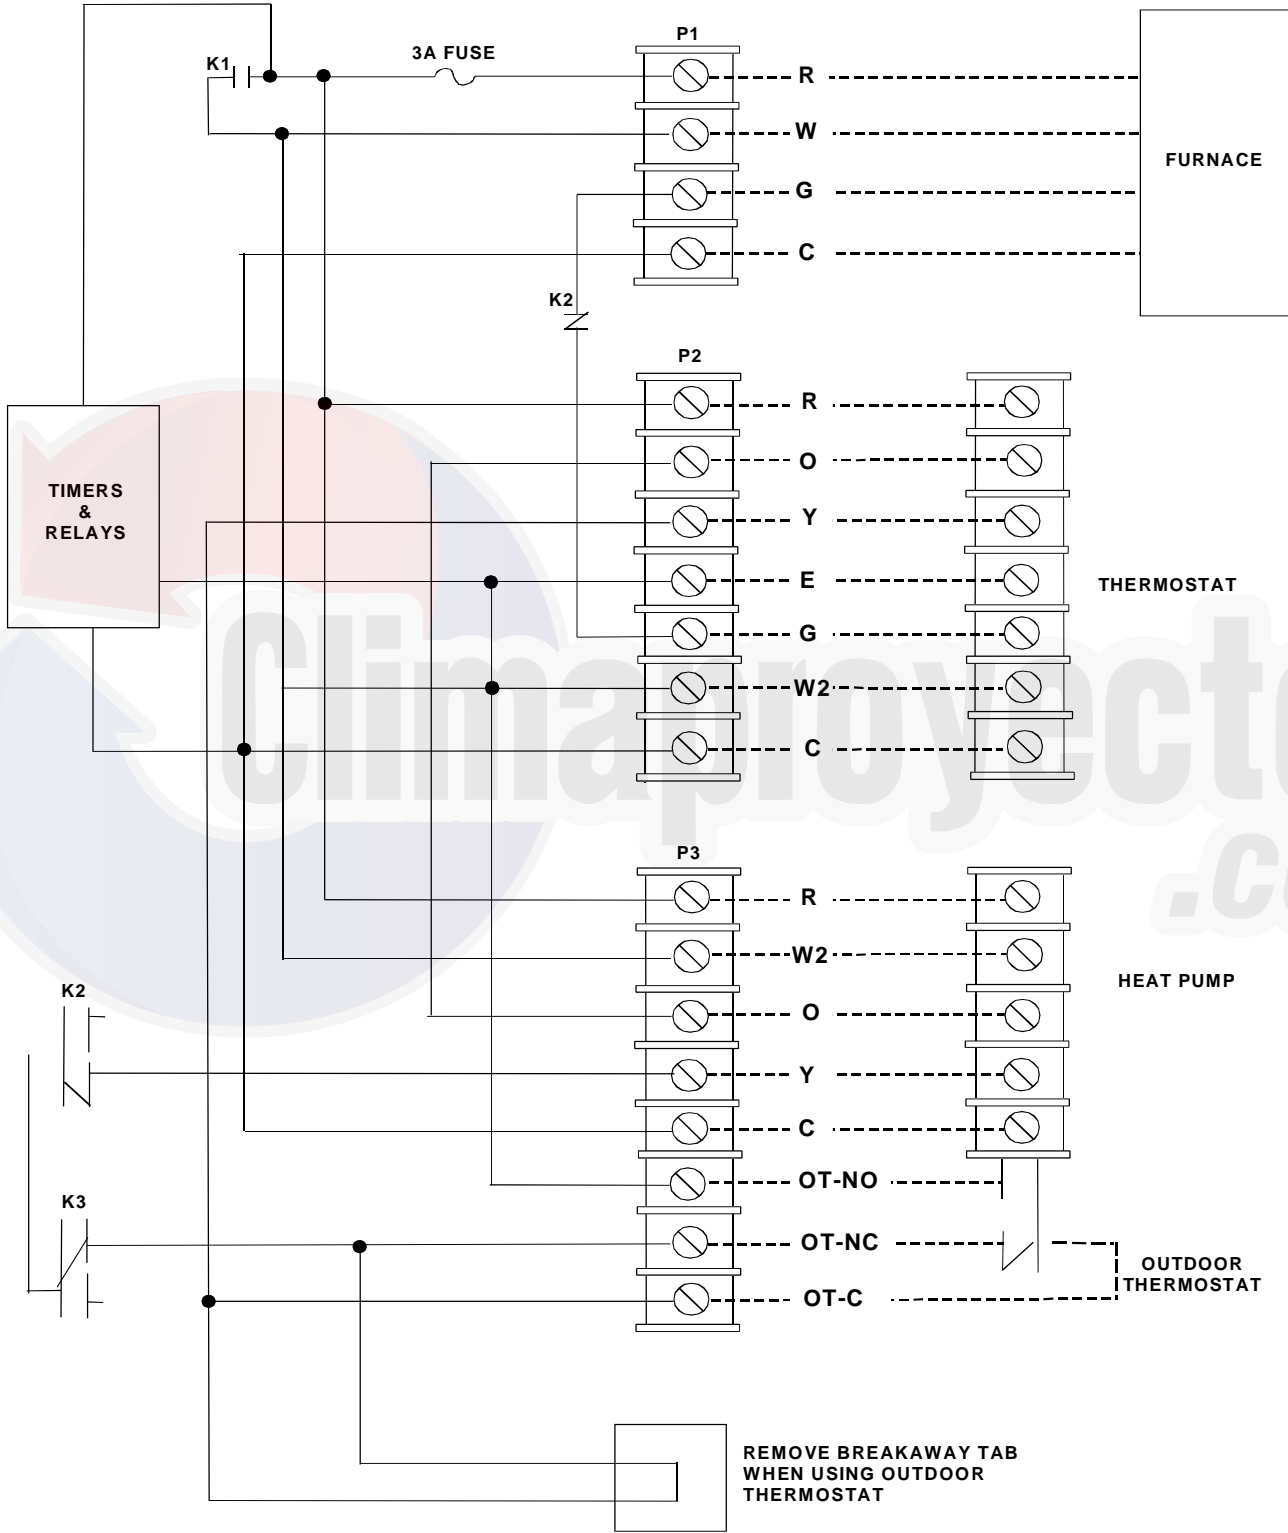 P1
K1
3A FUSE
R
W
FURNACE
G
C
K2
P2
R
O
TIMERS
&
RELAYS
Y
E
THERMOSTAT
G
W2
C
Climaproyecto
.c
P3
R
W2
HEAT PUMP
K2
O
Y
C
OT-NO
K3
OT-NC
OUTDOOR
THERMOSTAT
OT-C
REMOVE BREAKAWAY TAB
WHEN USING OUTDOOR
THERMOSTAT